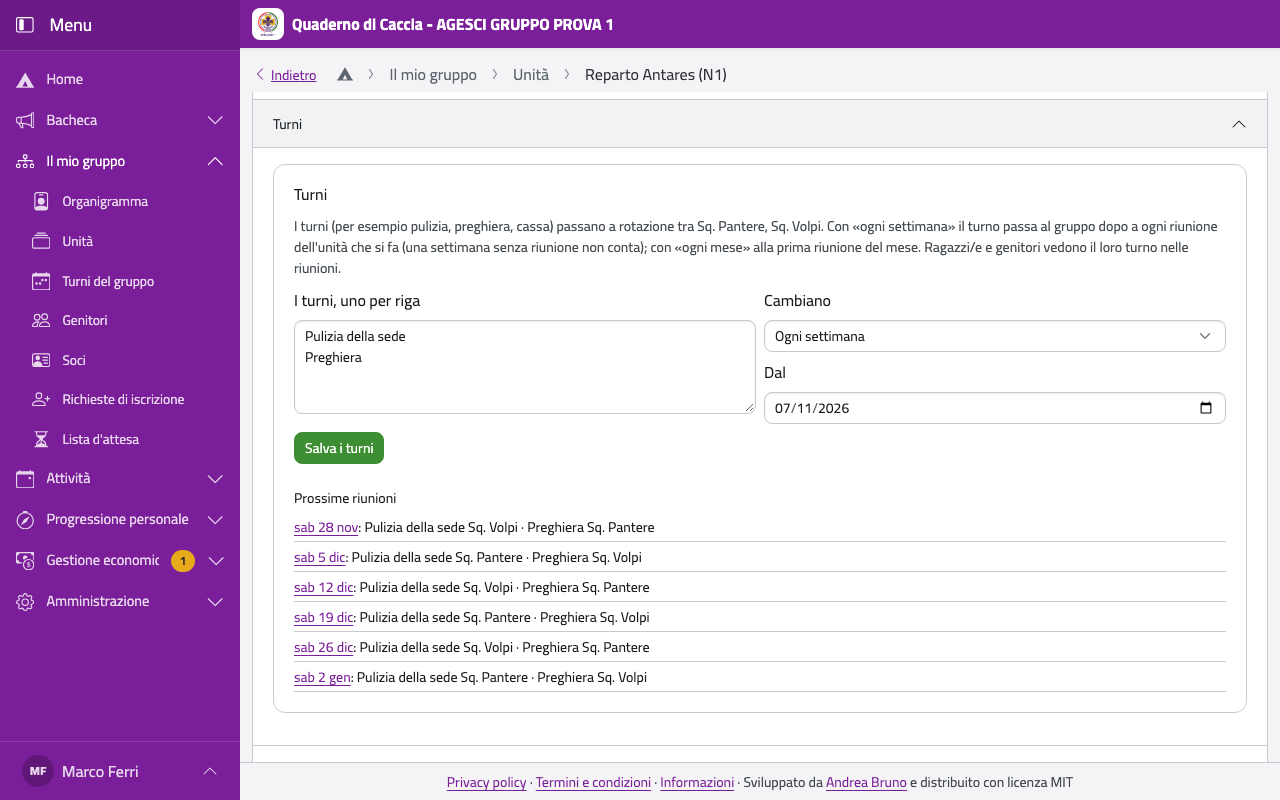 Menu
Quaderno di Caccia - AGESCI GRUPPO PROVA 1
Indietro
Il mio gruppo
Unità
Reparto Antares (N1)
Home
Bacheca
Il mio gruppo
Organigramma
Unità
Turni del gruppo
Genitori
Soci
Richieste di iscrizione
Lista d'attesa
Attività
Progressione personale
Gestione economic 1
Amministrazione
MF Marco Ferri
Turni
Turni
I turni (per esempio pulizia, preghiera, cassa) passano a rotazione tra Sq. Pantere, Sq. Volpi. Con «ogni settimana» il turno passa al gruppo dopo a ogni riunione
dell'unità che si fa (una settimana senza riunione non conta); con «ogni mese» alla prima riunione del mese. Ragazzi/e e genitori vedono il loro turno nelle
riunioni.
I turni, uno per riga
Pulizia della sede
Preghiera
Cambiano
Ogni settimana
Dal
07/11/2026
Salva i turni
Prossime riunioni
sab 28 nov: Pulizia della sede Sq. Volpi · Preghiera Sq. Pantere
sab 5 dic: Pulizia della sede Sq. Pantere · Preghiera Sq. Volpi
sab 12 dic: Pulizia della sede Sq. Volpi · Preghiera Sq. Pantere
sab 19 dic: Pulizia della sede Sq. Pantere · Preghiera Sq. Volpi
sab 26 dic: Pulizia della sede Sq. Volpi · Preghiera Sq. Pantere
sab 2 gen: Pulizia della sede Sq. Pantere · Preghiera Sq. Volpi
Privacy policy · Termini e condizioni · Informazioni · Sviluppato da Andrea Bruno e distribuito con licenza MIT